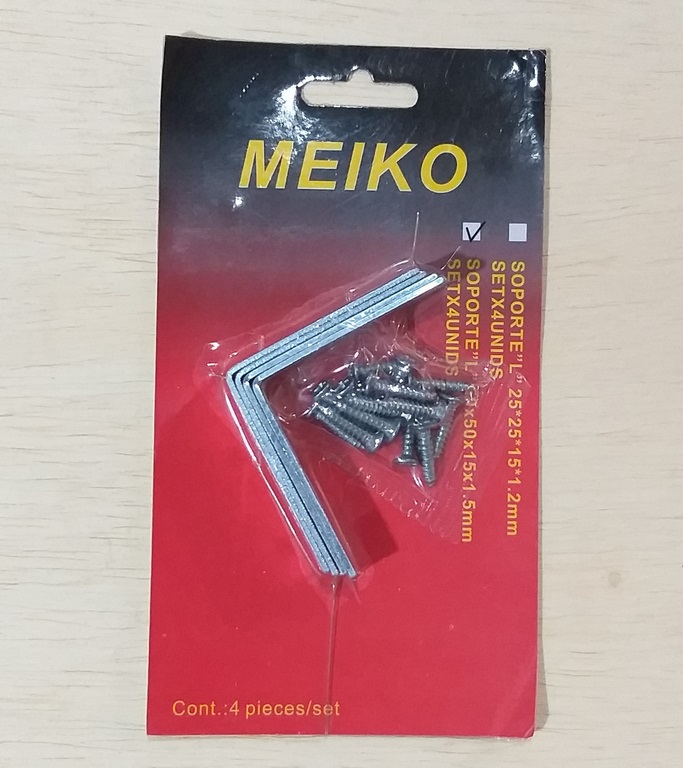 MEIKO
SOPORTE"L" 25*25*15*1.2mm
SETX4UNIDS
SOPORTE"L x50x15x1.5mm
SETX4UNIDS
Cont.:4 pieces/set